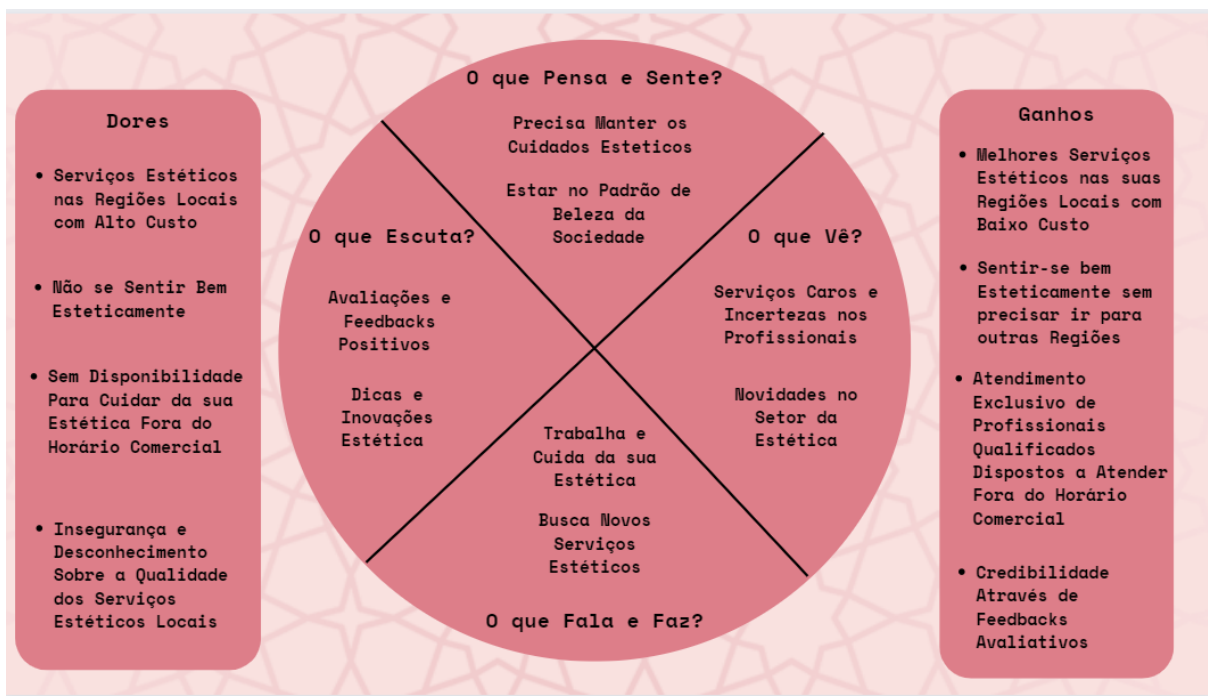 Dores
• Serviços Estéticos
nas Regiões Locais
com Alto Custo
• Não se Sentir Bem
Esteticamente
• Sem Disponibilidade
Para Cuidar da sua
Estética Fora do
Horário Comercial
• Insegurança e
Desconhecimento
Sobre a Qualidade
dos Serviços
Estéticos Locais
O que Pensa e Sente?
Precisa Manter os
Cuidados Esteticos
Estar no Padrão de
Beleza da
Sociedade
O que Escuta?
Avaliações e
Feedbacks
Positivos
Dicas e
Inovações
Estética
O que Vê?
Serviços Caros e
Incertezas nos
Profissionais
Novidades no
Setor da
Estética
Trabalha e
Cuida da sua
Estética
Busca Novos
Serviços
Estéticos
O que Fala e Faz?
Ganhos
• Melhores Serviços
Estéticos nas suas
Regiões Locais com
Baixo Custo
• Sentir-se bem
Esteticamente sem
precisar ir para
outras Regiões
• Atendimento
Exclusivo de
Profissionais
Qualificados
Dispostos a Atender
Fora do Horário
Comercial
• Credibilidade
Através de
Feedbacks
Avaliativos